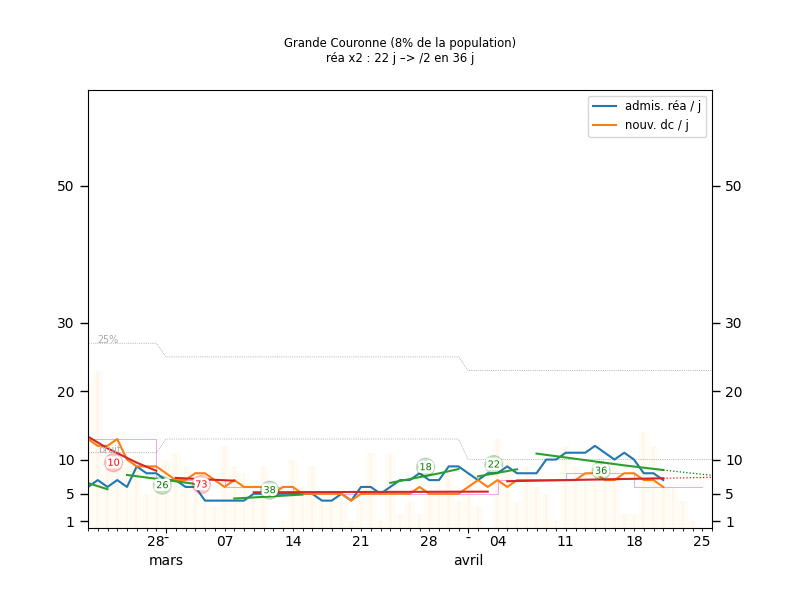 Grande Couronne (8% de la population)
réa x2 : 22 j –> /2 en 36 j
admis. réa / j
nouv. dc / j
50 50
30 30
25%
20 20
10 10
10 18 22 36
26 73 38
5 5
1 1
28 07 14 21 28 04 11 18 25
mars avril